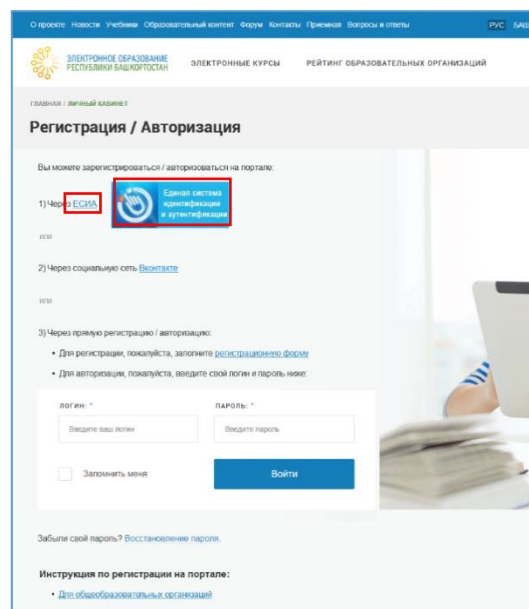 О проекте Новости Учебники Образовательный контент Форум Контакты Приемная Вопросы и ответы РУС БАШ
ЭЛЕКТРОННОЕ ОБРАЗОВАНИЕ
РЕСПУБЛИКИ БАШКОРТОСТАН
ЭЛЕКТРОННЫЕ КУРСЫ РЕЙТИНГ ОБРАЗОВАТЕЛЬНЫХ ОРГАНИЗАЦИЙ
ГЛАВНАЯ / ЛИЧНЫЙ КАБИНЕТ
Регистрация / Авторизация
Вы можете зарегистрироваться / авторизоваться на портале:
1) Через ЕСИА
Единая система
идентификации
и аутентификации
или
2) Через социальную сеть Вконтакте
или
3) Через прямую регистрацию / авторизацию:
• Для регистрации, пожалуйста, заполните регистрационную форму
• Для авторизации, пожалуйста, введите свой логин и пароль ниже:
ЛОГИН: * ПАРОЛЬ: *
Введите ваш логин Введите пароль
Запомнить меня Войти
Забыли свой пароль? Восстановление пароля.
Инструкция по регистрации на портале:
• Для общеобразовательных организаций